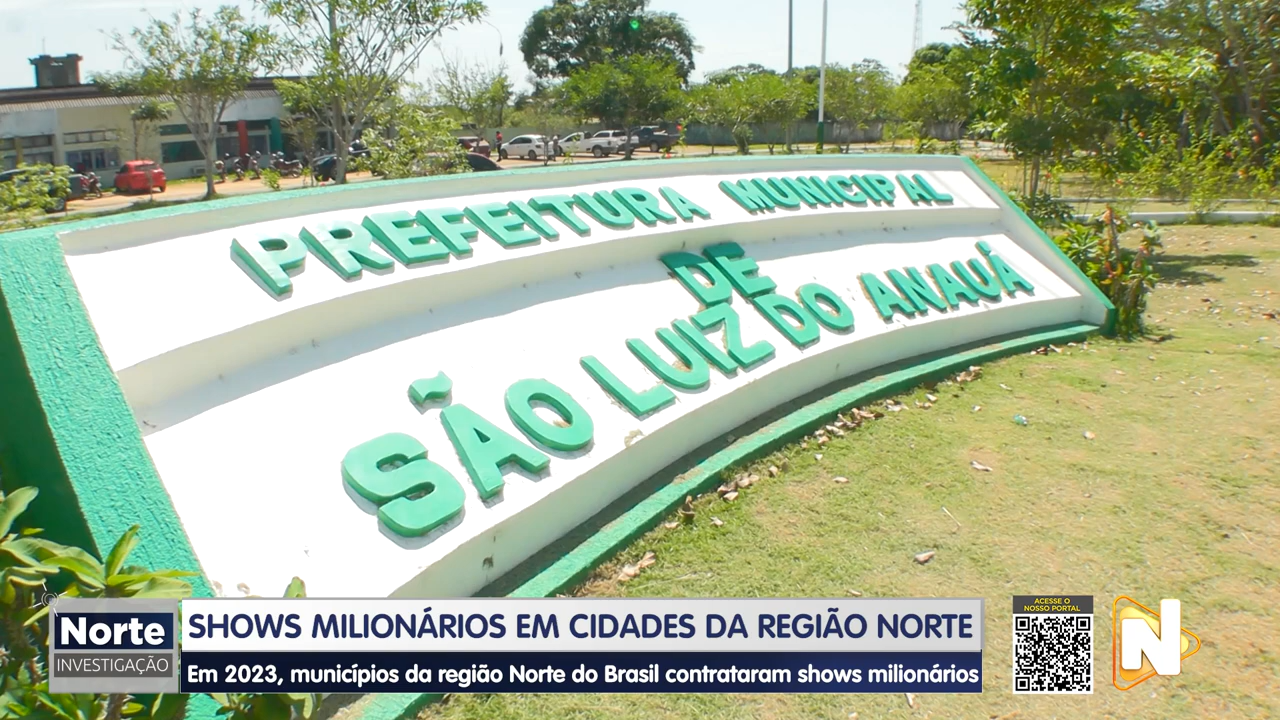 PREFEITURA MUNICIPAL
DE
SÃO LUIZ DO ANAUÁ
Norte
INVESTIGAÇÃO
SHOWS MILIONÁRIOS EM CIDADES DA REGIÃO NORTE
Em 2023, municípios da região Norte do Brasil contrataram shows milionários
ACESSE O
NOSSO PORTAL
N